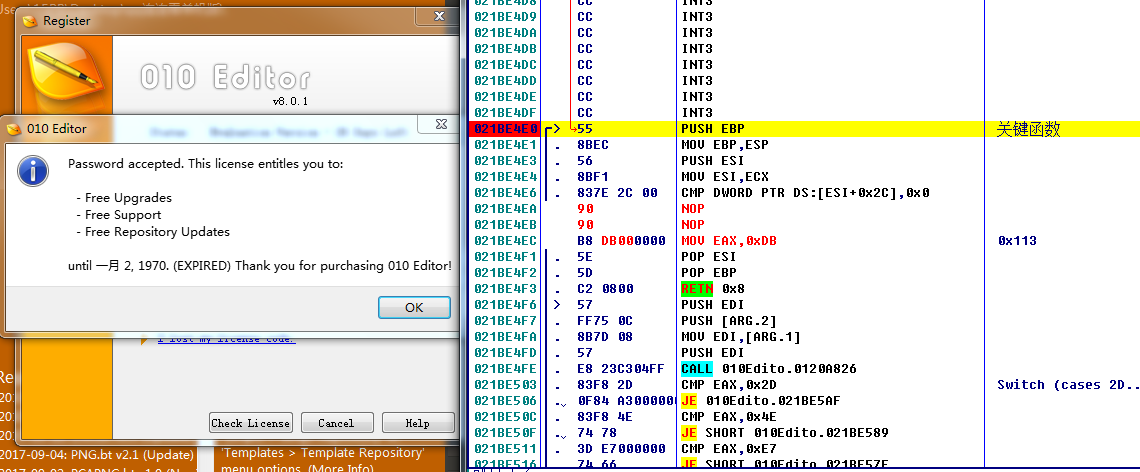 Register
010 Editor
v8.0.1
010 Editor
Password accepted. This license entitles you to:
- Free Upgrades
- Free Support
- Free Repository Updates
until 一月 2, 1970. (EXPIRED) Thank you for purchasing 010 Editor!
OK
I lost my license code.
Check License Cancel Help
2017-09-04: PNG.bt v2.1 (Update)
'Templates > Template Repository'
menu options. (More Info)
021BE4D8 CC INT3
021BE4D9 CC INT3
021BE4DA CC INT3
021BE4DB CC INT3
021BE4DC CC INT3
021BE4DD CC INT3
021BE4DE CC INT3
021BE4DF CC INT3
021BE4E0 > 55 PUSH EBP 关键函数
021BE4E1 . 8BEC MOV EBP,ESP
021BE4E3 . 56 PUSH ESI
021BE4E4 . 8BF1 MOV ESI,ECX
021BE4E6 . 837E 2C 00 CMP DWORD PTR DS:[ESI+0x2C],0x0
021BE4EA 90 NOP
021BE4EB 90 NOP
021BE4EC B8 DB000000 MOV EAX,0xDB 0x113
021BE4F1 . 5E POP ESI
021BE4F2 . 5D POP EBP
021BE4F3 . C2 0800 RETN 0x8
021BE4F6 > 57 PUSH EDI
021BE4F7 . FF75 0C PUSH [ARG.2]
021BE4FA . 8B7D 08 MOV EDI,[ARG.1]
021BE4FD . 57 PUSH EDI
021BE4FE . E8 23C304FF CALL 010Edito.0120A826
021BE503 . 83F8 2D CMP EAX,0x2D Switch (cases 2D..
021BE506 . 0F84 A3000000 JE 010Edito.021BE5AF
021BE50C . 83F8 4E CMP EAX,0x4E
021BE50F . 74 78 JE SHORT 010Edito.021BE589
021BE511 . 3D E7000000 CMP EAX,0xE7
021BE516 . 74 66 JE SHORT 010Edito.021BE57E